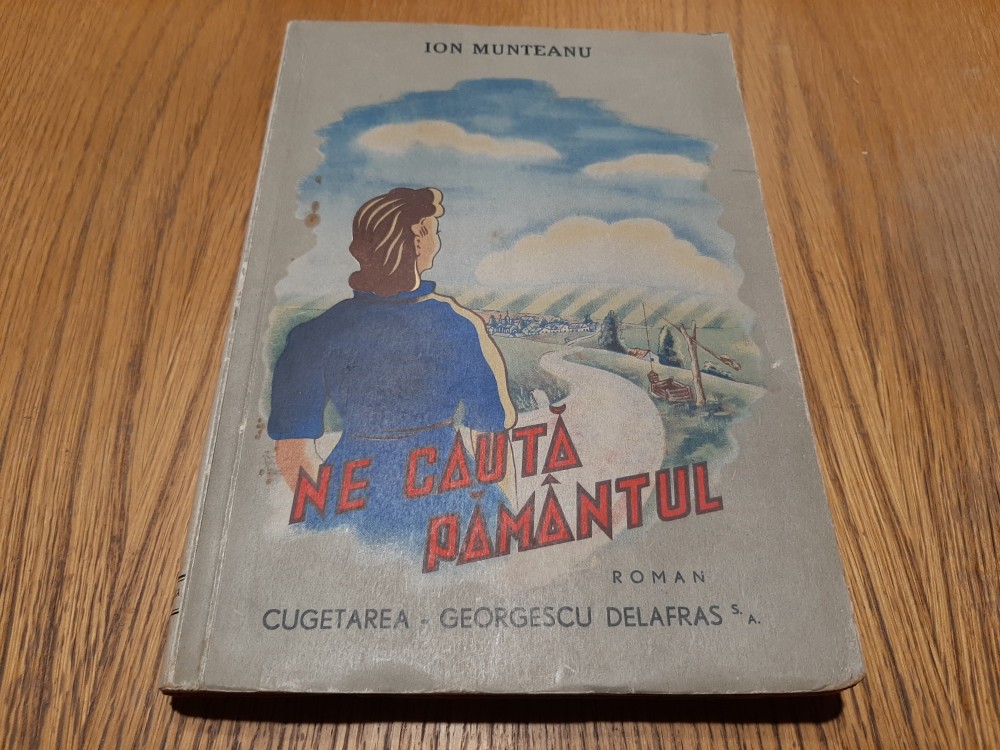 ION MUNTEANU
NE CAUTĂ
PĂMÂNTUL
ROMAN
CUGETAREA - GEORGESCU DELAFRAS S. A.